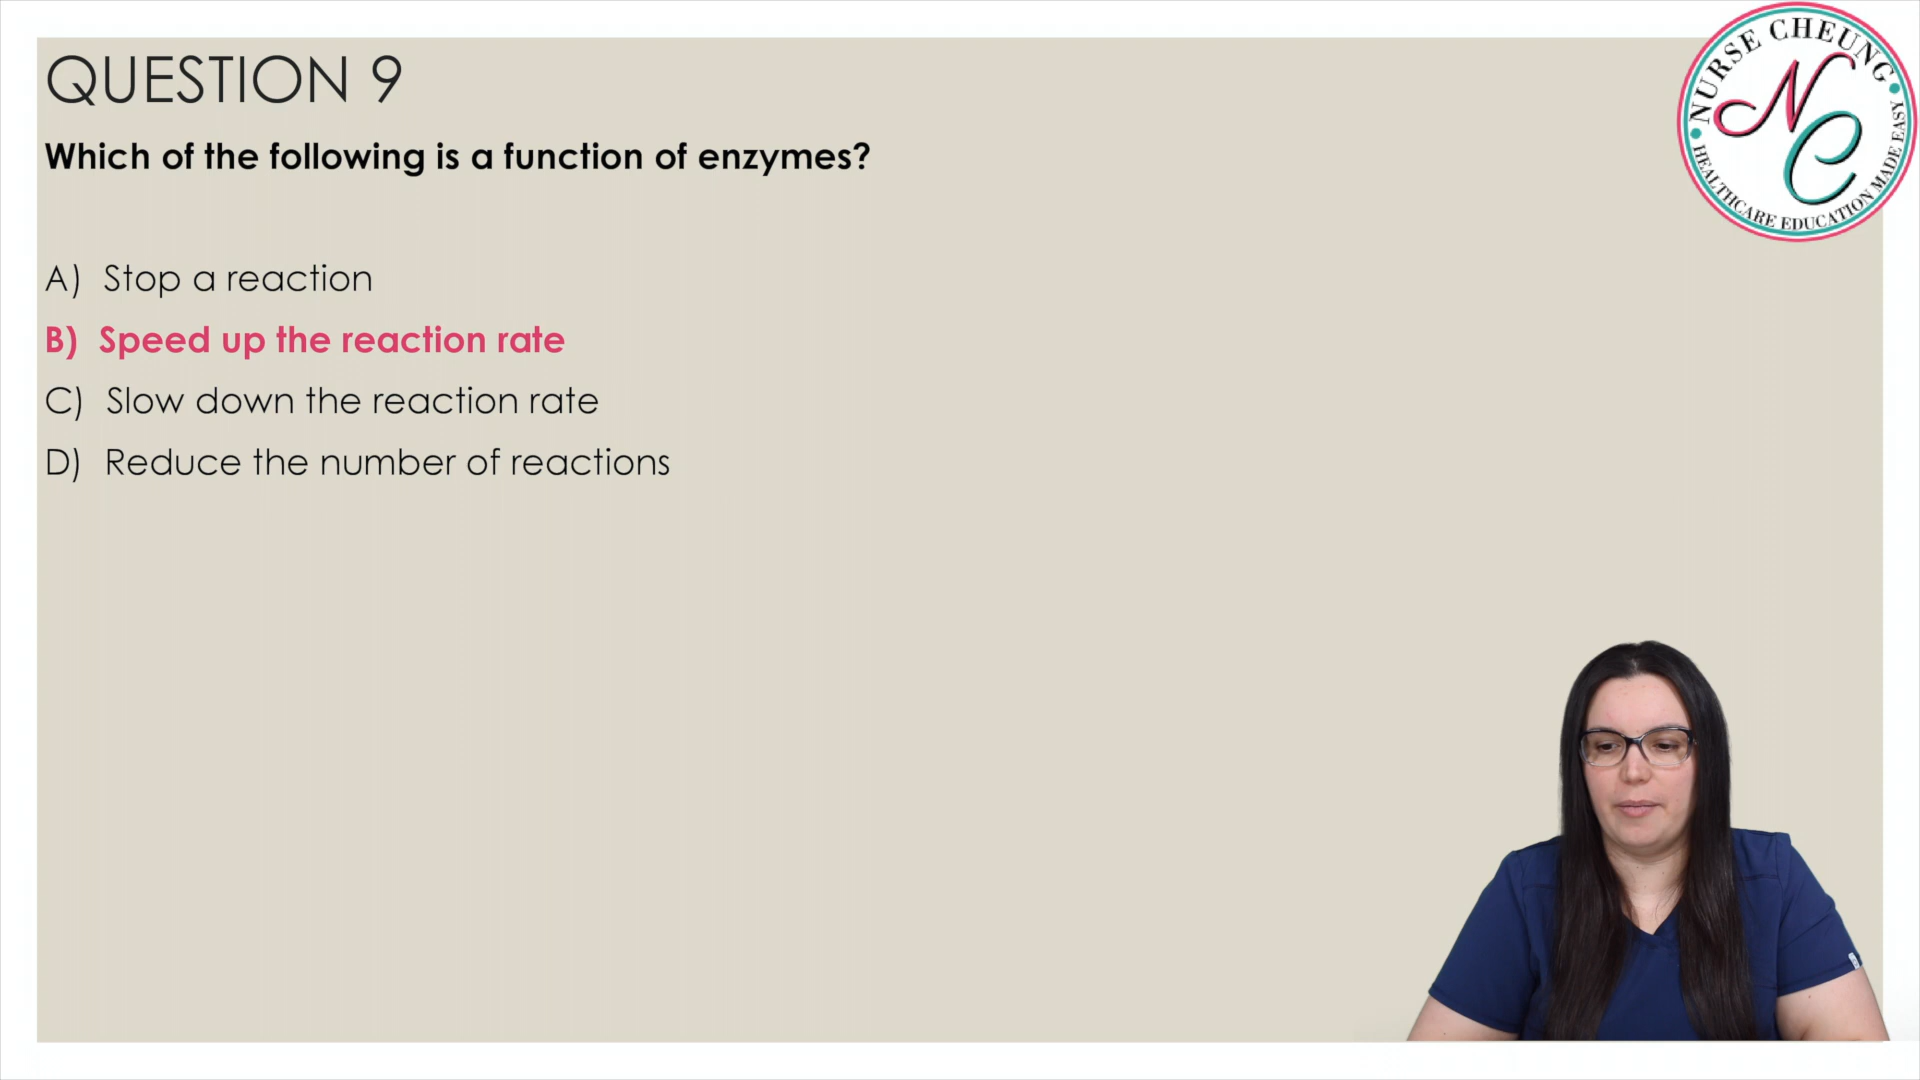 QUESTION 9
Which of the following is a function of enzymes?
A) Stop a reaction
B) Speed up the reaction rate
C) Slow down the reaction rate
D) Reduce the number of reactions
NURSE CHEUNG
NC
HEALTHCARE EDUCATION MADE EASY